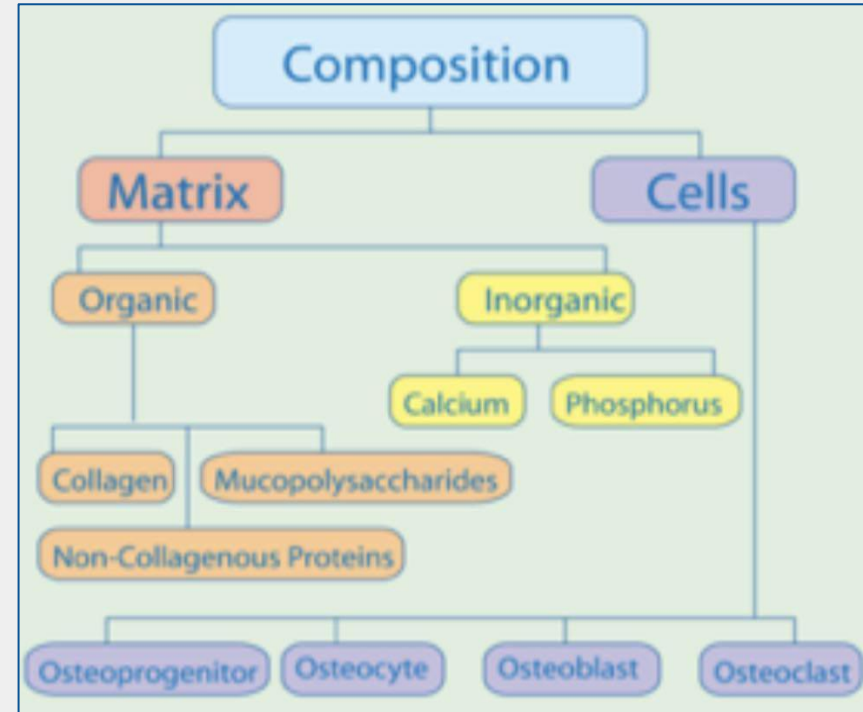 Composition
Matrix
Cells
Organic
Inorganic
Calcium
Phosphorus
Collagen
Mucopolysaccharides
Non-Collagenous Proteins
Osteoprogenitor
Osteocyte
Osteoblast
Osteoclast